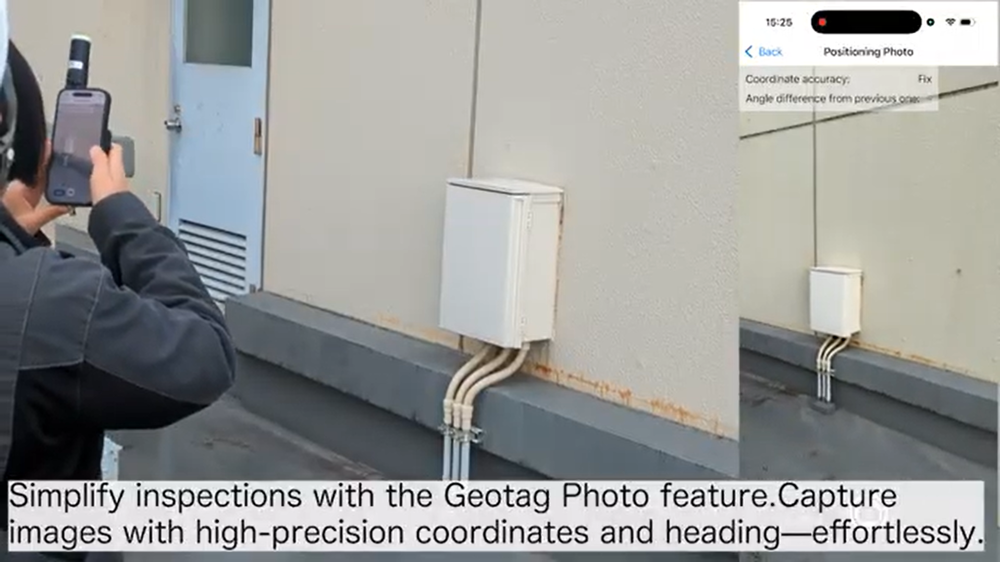 15:25
Back
Positioning Photo
Coordinate accuracy: Fix
Angle difference from previous one:
Simplify inspections with the Geotag Photo feature.Capture
images with high-precision coordinates and heading—effortlessly.